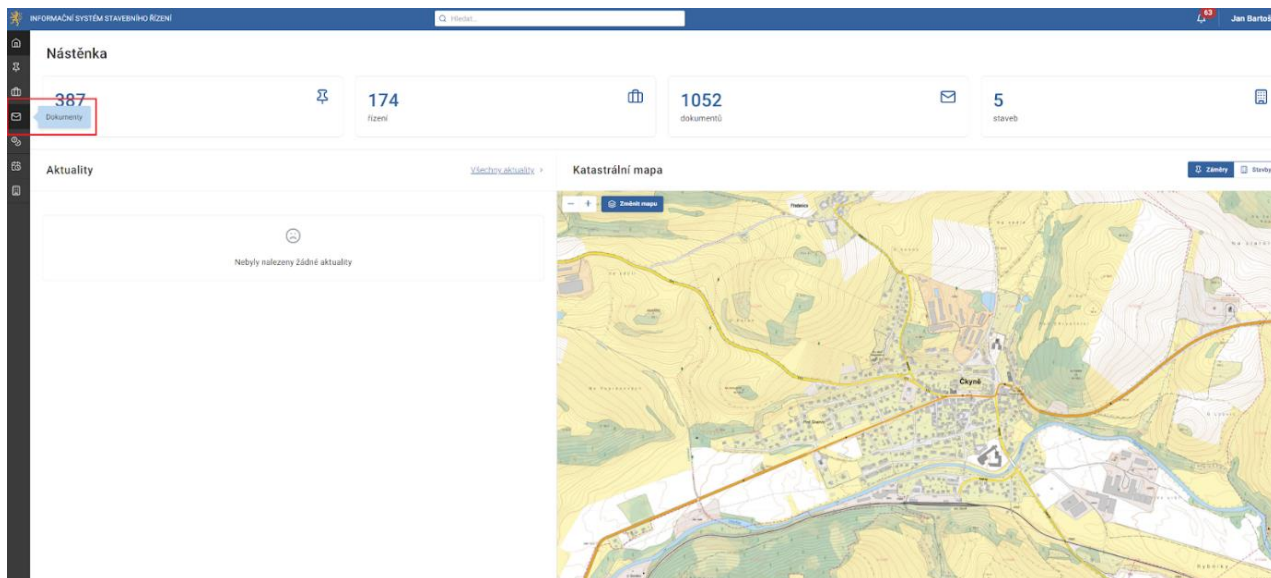 INFORMAČNÍ SYSTÉM STAVEBNÍHO ŘÍZENÍ
Hledat...
63
Jan Bartoš
Nástěnka
387
Dokumenty
174
řízení
1052
dokumentů
5
staveb
Aktuality
Všechny aktuality
Katastrální mapa
Záměry
Stavby
Změnit mapu
Nebyly nalezeny žádné aktuality
Čkyně